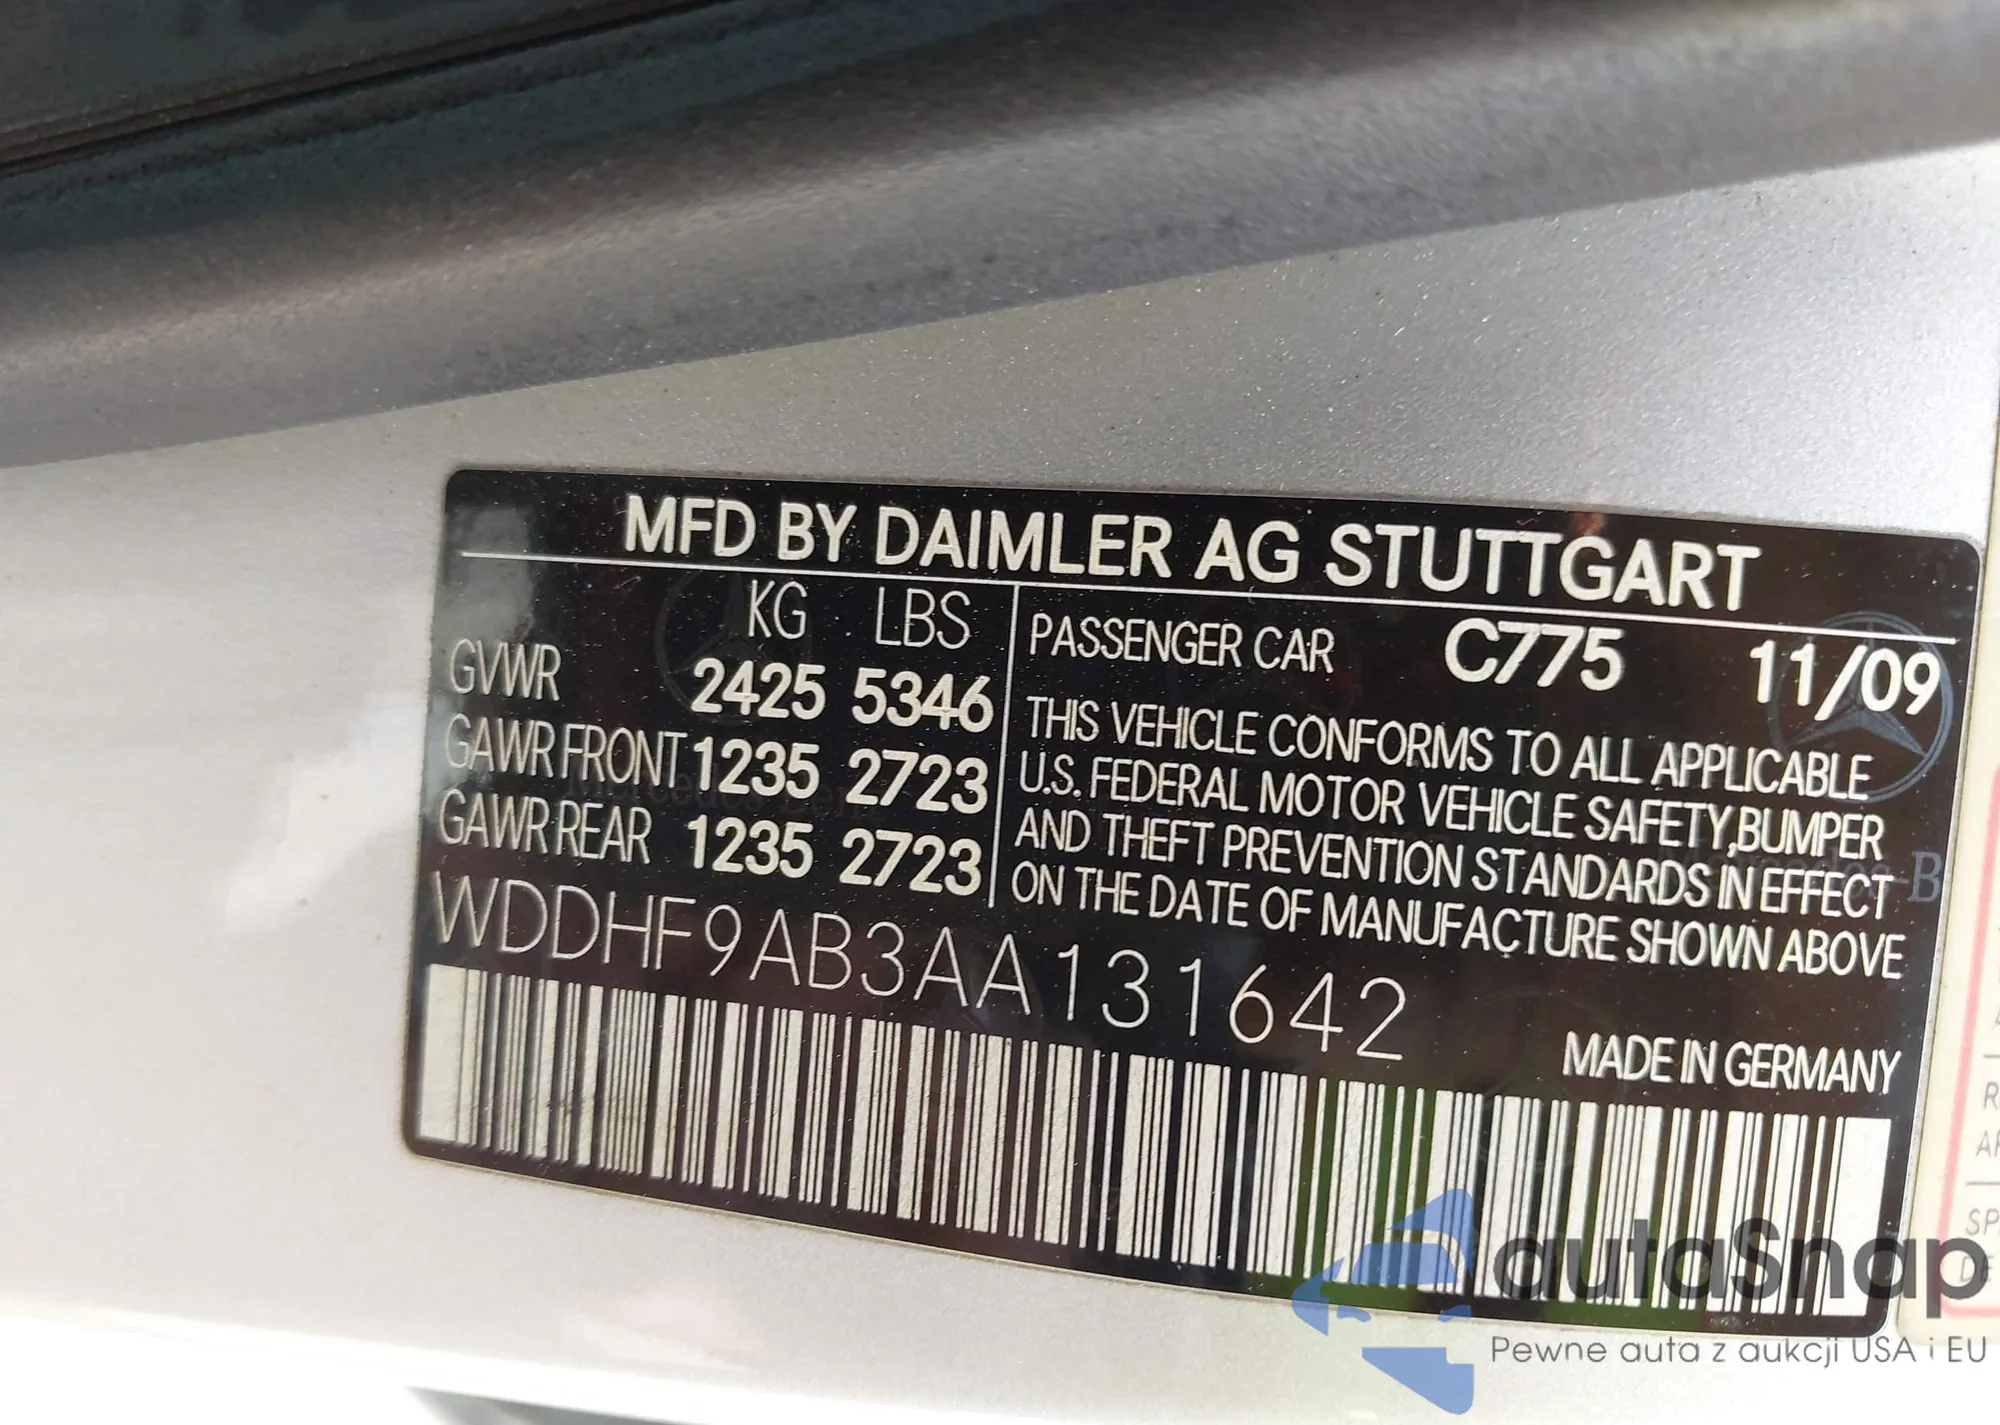 MFD BY DAIMLER AG STUTTGART
KG LBS
GVWR 2425 5346
GAWR FRONT 1235 2723
GAWR REAR 1235 2723
PASSENGER CAR C775 11/09
THIS VEHICLE CONFORMS TO ALL APPLICABLE
U.S. FEDERAL MOTOR VEHICLE SAFETY,BUMPER
AND THEFT PREVENTION STANDARDS IN EFFECT
ON THE DATE OF MANUFACTURE SHOWN ABOVE
WDDHF9AB3AA131642
MADE IN GERMANY
autaSnap
Pewne auta z aukcji USA i EU